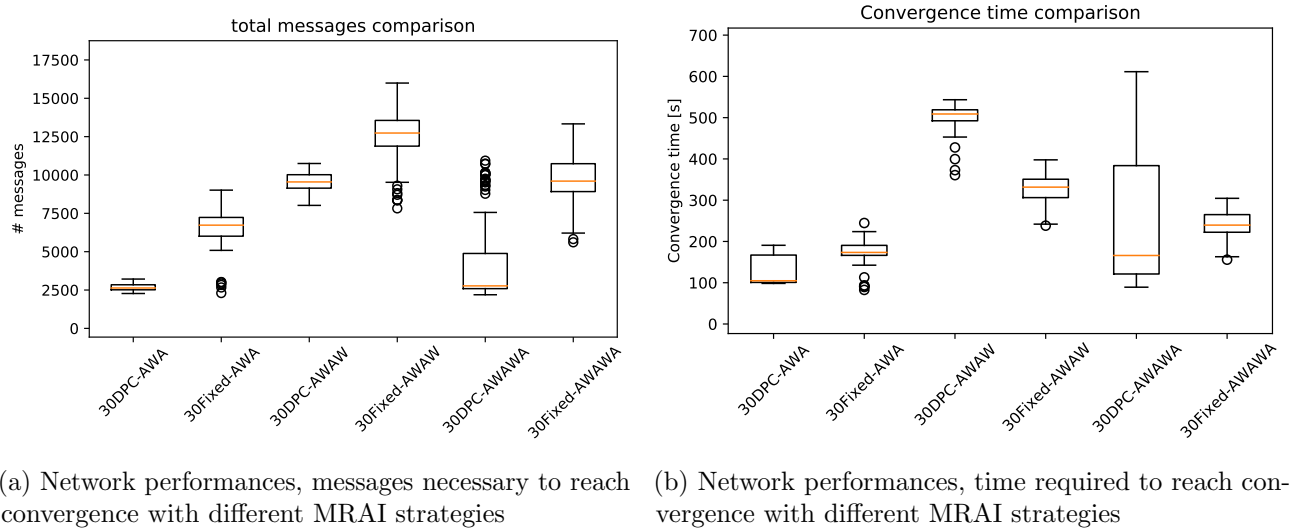 total messages comparison
17500
15000
12500
10000
7500
5000
2500
0
# messages
30DPC-AWA
30Fixed-AWA
30DPC-AWAW
30Fixed-AWAW
30DPC-AWAWA
30Fixed-AWAWA
(a) Network performances, messages necessary to reach
convergence with different MRAI strategies
Convergence time comparison
700
600
500
400
300
200
100
0
Convergence time [s]
30DPC-AWA
30Fixed-AWA
30DPC-AWAW
30Fixed-AWAW
30DPC-AWAWA
30Fixed-AWAWA
(b) Network performances, time required to reach con-
vergence with different MRAI strategies